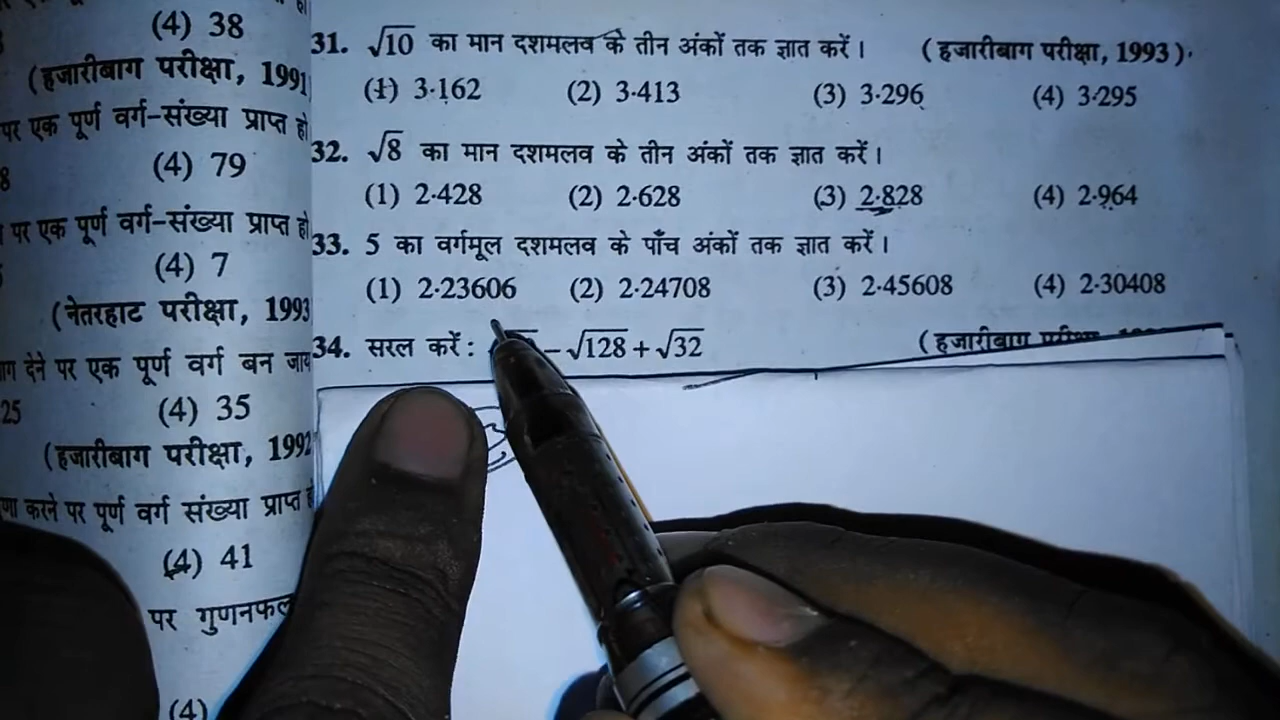 (4) 38
(हजारीबाग परीक्षा, 1991
पर एक पूर्ण वर्ग-संख्या प्राप्त हो
8 (4) 79
पर एक पूर्ण वर्ग-संख्या प्राप्त हो
(4) 7
(नेतरहाट परीक्षा, 1993
देने पर एक पूर्ण वर्ग बन जाय
25 (4) 35
(हजारीबाग परीक्षा, 1992
करने पर पूर्ण वर्ग संख्या प्राप्त
(4) 41
पर गुणनफल
(4)
31. √10 का मान दशमलव के तीन अंकों तक ज्ञात करें। (हजारीबाग परीक्षा, 1993)
(1) 3·162 (2) 3·413 (3) 3·296 (4) 3·295
32. √8 का मान दशमलव के तीन अंकों तक ज्ञात करें।
(1) 2·428 (2) 2·628 (3) 2·828 (4) 2·964
33. 5 का वर्गमूल दशमलव के पाँच अंकों तक ज्ञात करें।
(1) 2·23606 (2) 2·24708 (3) 2·45608 (4) 2·30408
34. सरल करें : – √128 + √32 (हजारीबाग परीक्षा,